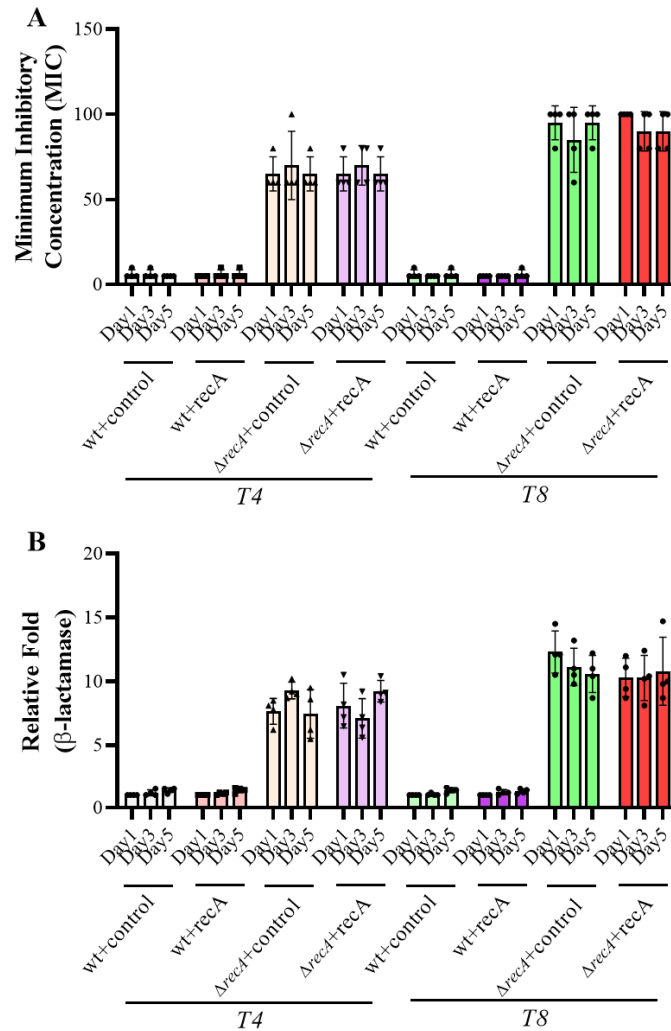 A
Minimum Inhibitory
Concentration (MIC)
150
100
50
0
Day1 Day3 Day5 Day1 Day3 Day5 Day1 Day3 Day5 Day1 Day3 Day5 Day1 Day3 Day5 Day1 Day3 Day5 Day1 Day3 Day5 Day1 Day3 Day5
wt+control wt+recA ΔrecA+control ΔrecA+recA wt+control wt+recA ΔrecA+control ΔrecA+recA
T4 T8
B
Relative Fold
(β-lactamase)
20
15
10
5
0
Day1 Day3 Day5 Day1 Day3 Day5 Day1 Day3 Day5 Day1 Day3 Day5 Day1 Day3 Day5 Day1 Day3 Day5 Day1 Day3 Day5 Day1 Day3 Day5
wt+control wt+recA ΔrecA+control ΔrecA+recA wt+control wt+recA ΔrecA+control ΔrecA+recA
T4 T8